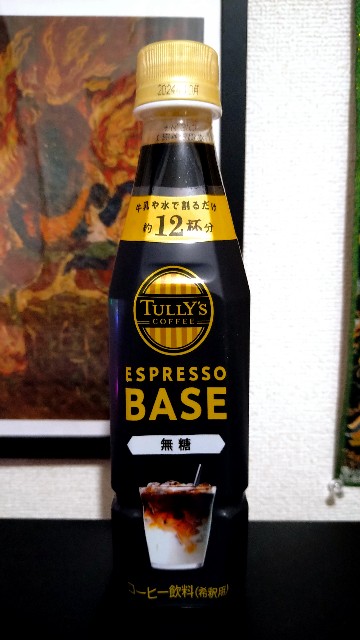 牛乳や水で割るだけ
約12杯分
TULLY'S
COFFEE
ESPRESSO
BASE
無糖
コーヒー飲料(希釈用)